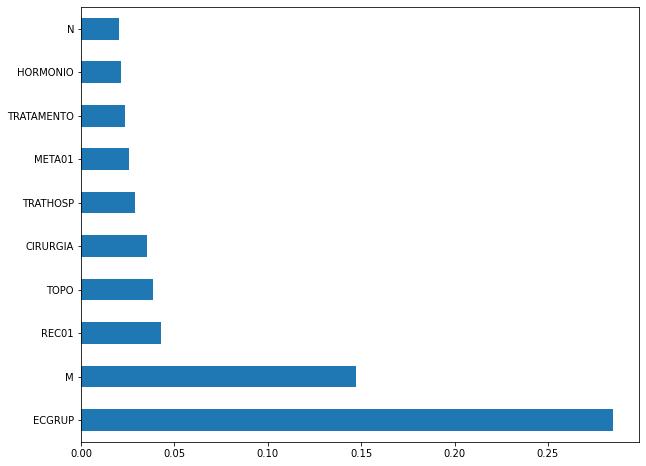 N
HORMONIO
TRATAMENTO
META01
TRATHOSP
CIRURGIA
TOPO
REC01
M
ECGRUP
0.00 0.05 0.10 0.15 0.20 0.25